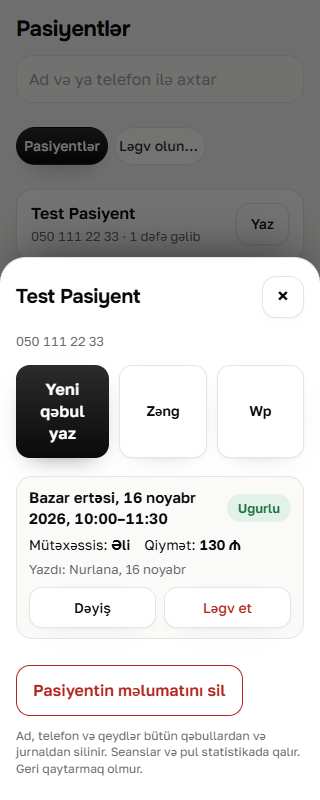 Pasiyentlər
Ad və ya telefon ilə axtar
Pasiyentlər Ləgv olun...
Test Pasiyent
050 111 22 33 · 1 dəfə gəlib
Yaz
Test Pasiyent
×
050 111 22 33
Yeni
qəbul
yaz
Zəng
Wp
Bazar ertəsi, 16 noyabr
2026, 10:00–11:30
Ugurlu
Mütəxəssis: Əli Qiymət: 130 ₼
Yazdı: Nurlana, 16 noyabr
Dəyiş
Ləgv et
Pasiyentin məlumatını sil
Ad, telefon və qeydlər bütün qəbullardan və
jurnaldan silinir. Seanslar və pul statistikada qalır.
Geri qaytarmaq olmur.